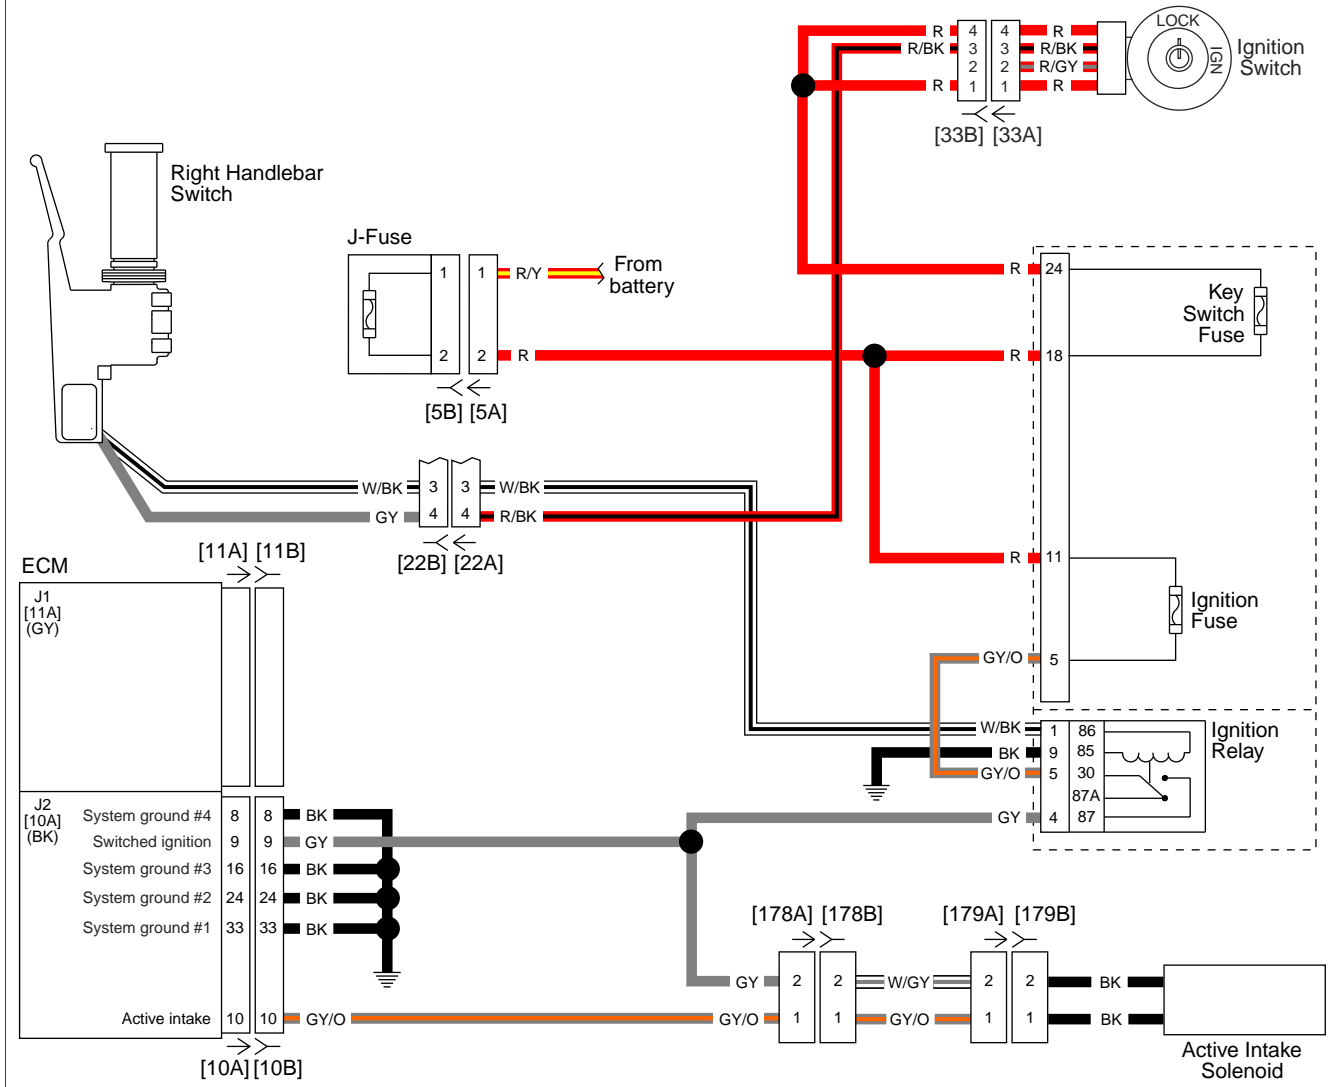 LOCK
IGN
Ignition
Switch
R 4 4 R
R/BK 3 3 R/BK
2 2 R/GY
R 1 1 R
[33B] [33A]
Right Handlebar
Switch
J-Fuse
1 1 R/Y
From
battery
2 2 R
[5B] [5A]
R 24
Key
Switch
Fuse
R 18
W/BK 3 3 W/BK
GY 4 4 R/BK
[22B] [22A]
R 11
Ignition
Fuse
GY/O 5
[11A] [11B]
ECM
J1
[11A]
(GY)
W/BK 1 86
BK 9 85
GY/O 5 30
87A
GY 4 87
Ignition
Relay
J2
[10A]
(BK)
System ground #4 8 8 BK
Switched ignition 9 9 GY
System ground #3 16 16 BK
System ground #2 24 24 BK
System ground #1 33 33 BK
Active intake 10 10 GY/O
[10A] [10B]
[178A] [178B]
[179A] [179B]
GY 2 2 W/GY 2 2 BK
GY/O 1 1 GY/O 1 1 BK
Active Intake
Solenoid